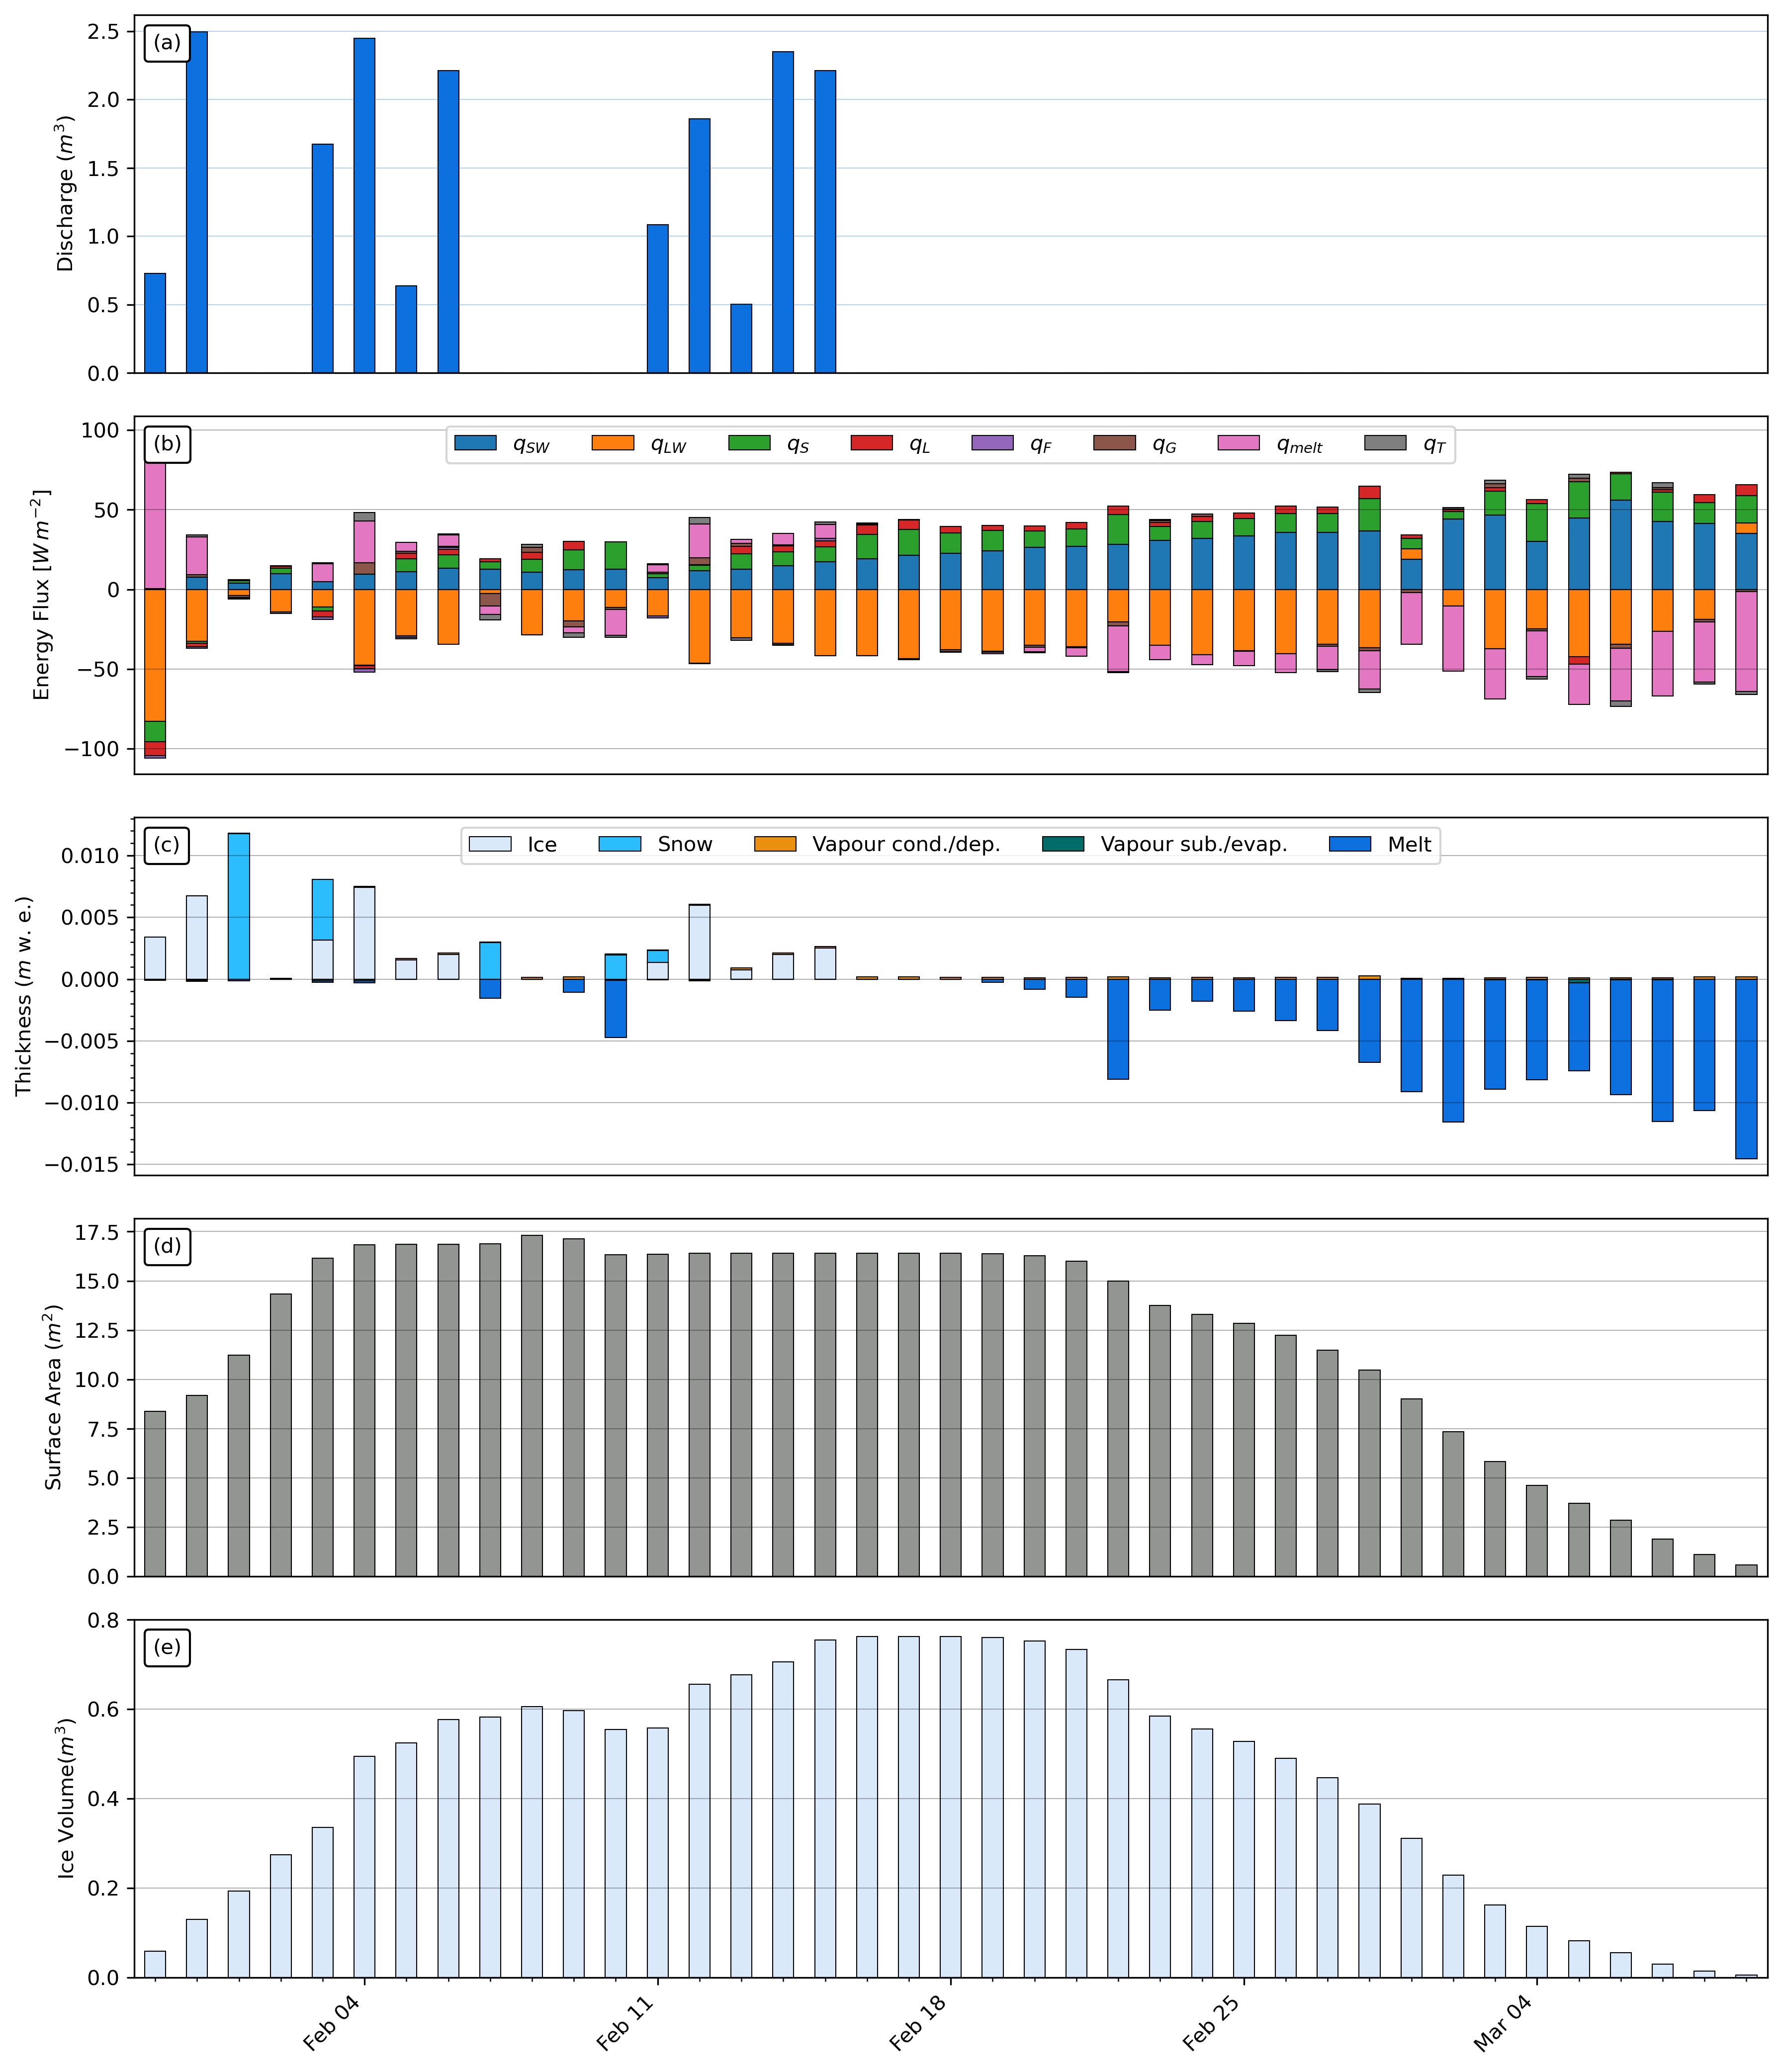 (a)
Discharge (m³)
2.5
2.0
1.5
1.0
0.5
0.0
(b)
q_SW q_LW q_S q_L q_F q_G q_melt q_T
Energy Flux [W m⁻²]
100
50
0
−50
−100
(c)
Ice Snow Vapour cond./dep. Vapour sub./evap. Melt
Thickness (m w. e.)
0.010
0.005
0.000
−0.005
−0.010
−0.015
(d)
Surface Area (m²)
17.5
15.0
12.5
10.0
7.5
5.0
2.5
0.0
(e)
Ice Volume(m³)
0.8
0.6
0.4
0.2
0.0
Feb 04 Feb 11 Feb 18 Feb 25 Mar 04